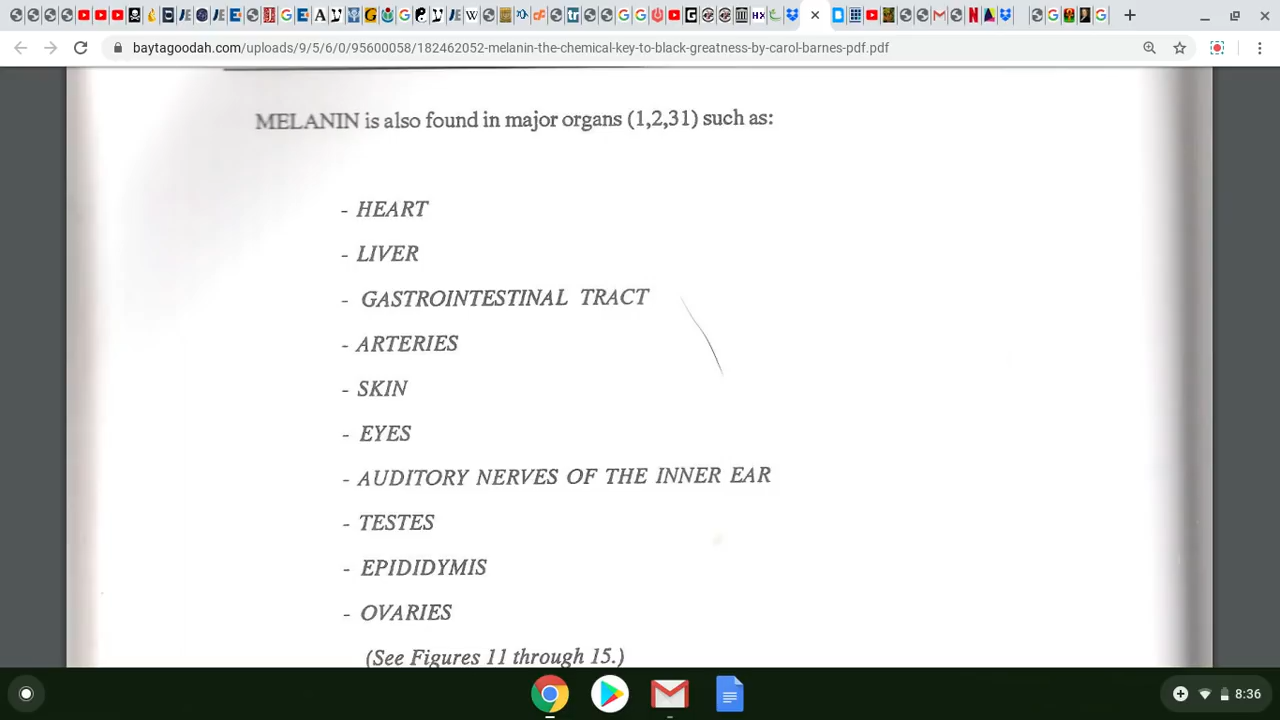 baytagoodah.com/uploads/9/5/6/0/95600058/182462052-melanin-the-chemical-key-to-black-greatness-by-carol-barnes-pdf.pdf
MELANIN is also found in major organs (1,2,31) such as:
- HEART
- LIVER
- GASTROINTESTINAL TRACT
- ARTERIES
- SKIN
- EYES
- AUDITORY NERVES OF THE INNER EAR
- TESTES
- EPIDIDYMIS
- OVARIES
(See Figures 11 through 15.)
8:36